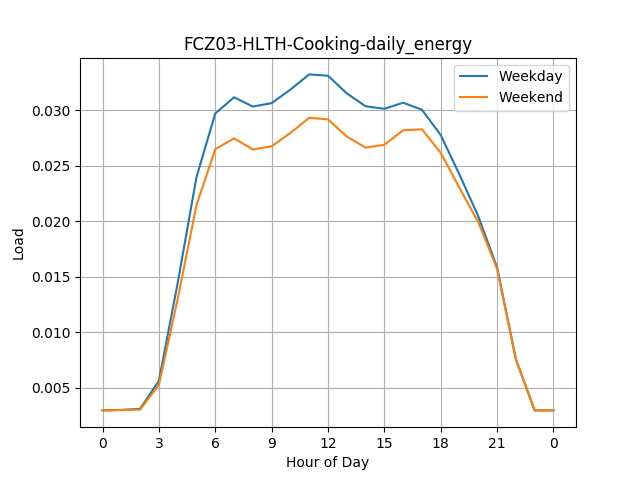 FCZ03-HLTH-Cooking-daily_energy
Weekday
Weekend
0.030
0.025
0.020
0.015
0.010
0.005
Load
0 3 6 9 12 15 18 21 0
Hour of Day